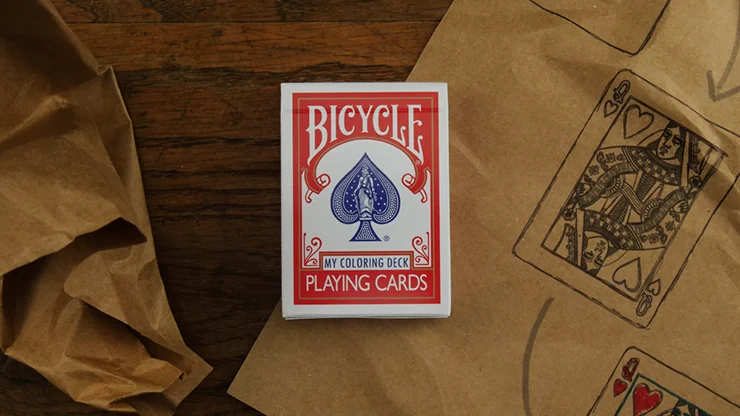 BICYCLE
®
MY COLORING DECK
PLAYING CARDS
Q
Q